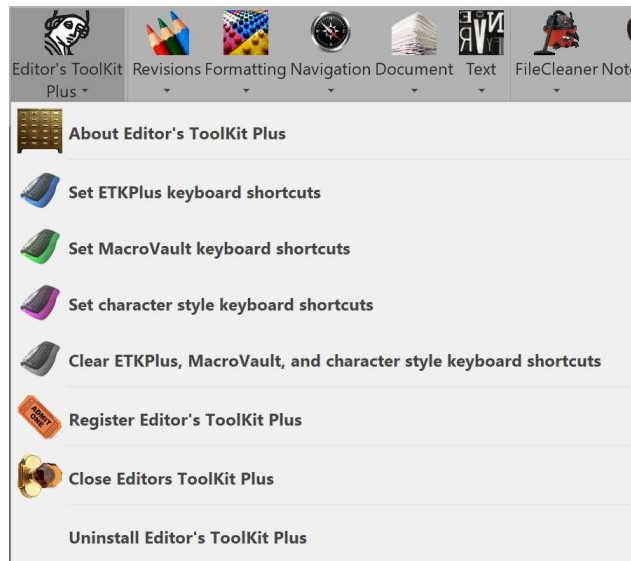 Editor's ToolKit Plus
Revisions
Formatting
Navigation
Document
Text
FileCleaner
About Editor's ToolKit Plus
Set ETKPlus keyboard shortcuts
Set MacroVault keyboard shortcuts
Set character style keyboard shortcuts
Clear ETKPlus, MacroVault, and character style keyboard shortcuts
ADMIT
ONE
Register Editor's ToolKit Plus
Close Editors ToolKit Plus
Uninstall Editor's ToolKit Plus